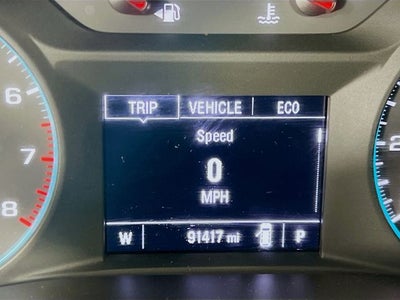 TRIP VEHICLE ECO
Speed
6
0
7
MPH
8
W 91417 mi P